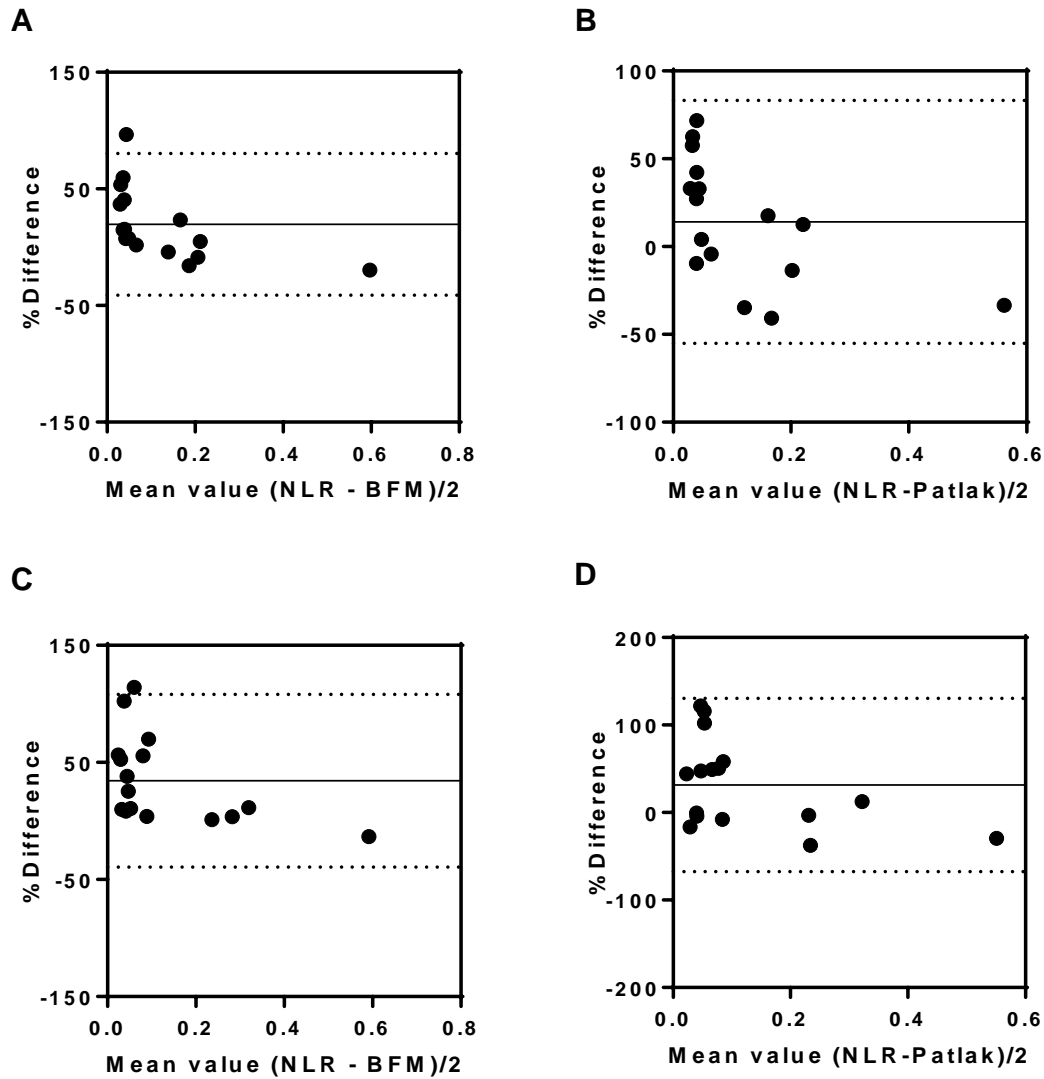 A
150
50
-50
-150
%Difference
0.0 0.2 0.4 0.6 0.8
Mean value (NLR - BFM)/2
B
100
50
0
-50
-100
%Difference
0.0 0.2 0.4 0.6
Mean value (NLR-Patlak)/2
C
150
50
-50
-150
%Difference
0.0 0.2 0.4 0.6 0.8
Mean value (NLR - BFM)/2
D
200
100
0
-100
-200
%Difference
0.0 0.2 0.4 0.6
Mean value (NLR-Patlak)/2